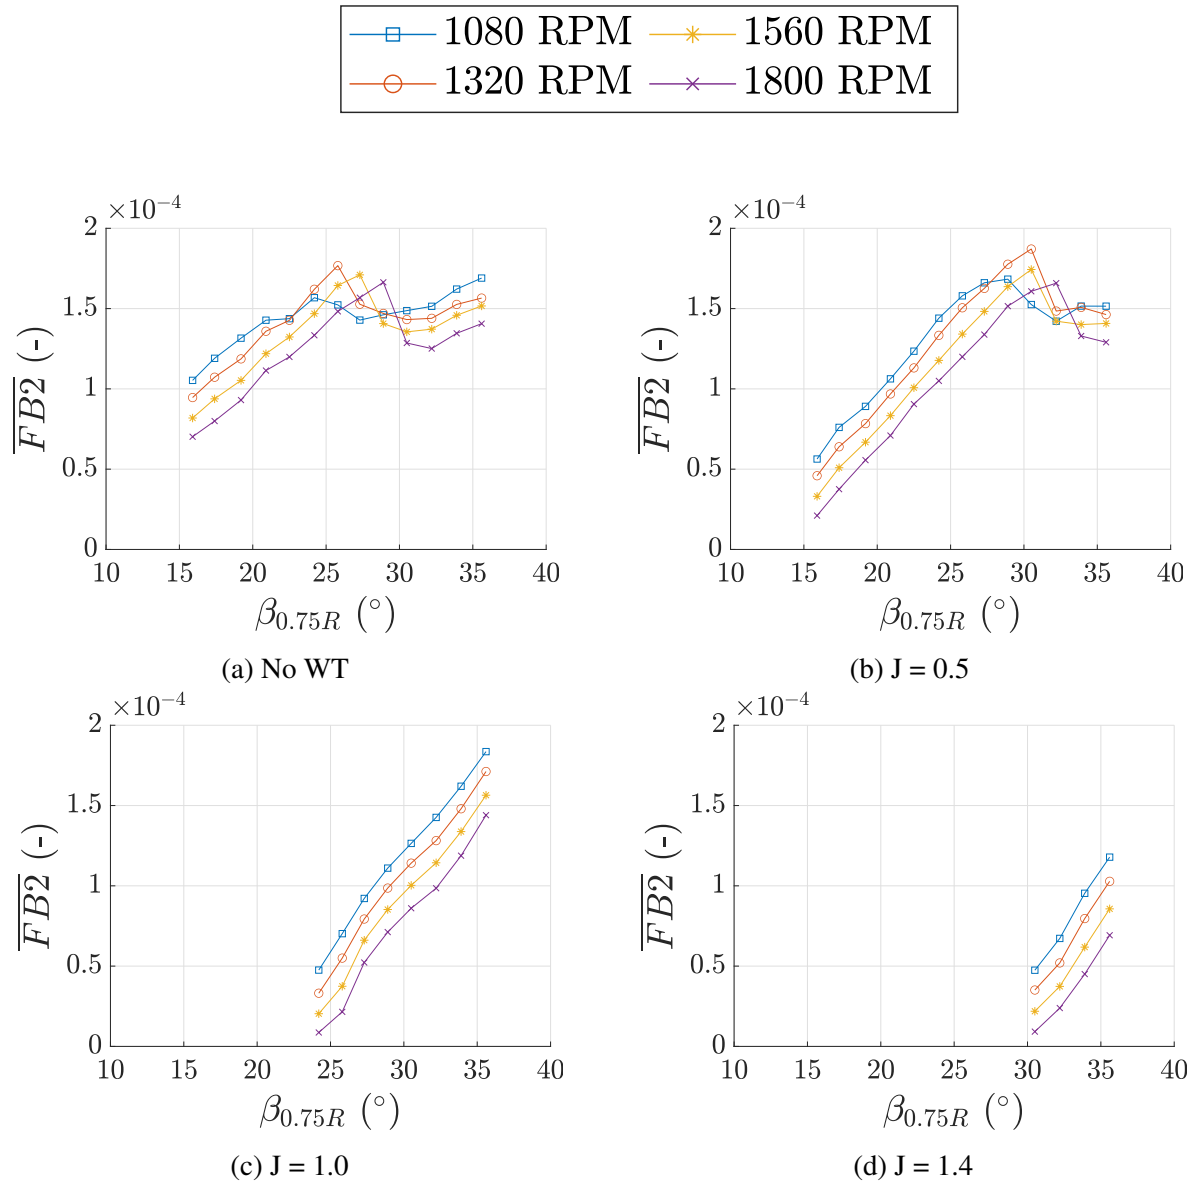 1080 RPM 1560 RPM
1320 RPM 1800 RPM
×10⁻⁴
2
1.5
1
0.5
0
10 15 20 25 30 35 40
F̅B̅2̅ (-)
β₀.₇₅R (°)
(a) No WT
×10⁻⁴
2
1.5
1
0.5
0
10 15 20 25 30 35 40
F̅B̅2̅ (-)
β₀.₇₅R (°)
(b) J = 0.5
×10⁻⁴
2
1.5
1
0.5
0
10 15 20 25 30 35 40
F̅B̅2̅ (-)
β₀.₇₅R (°)
(c) J = 1.0
×10⁻⁴
2
1.5
1
0.5
0
10 15 20 25 30 35 40
F̅B̅2̅ (-)
β₀.₇₅R (°)
(d) J = 1.4